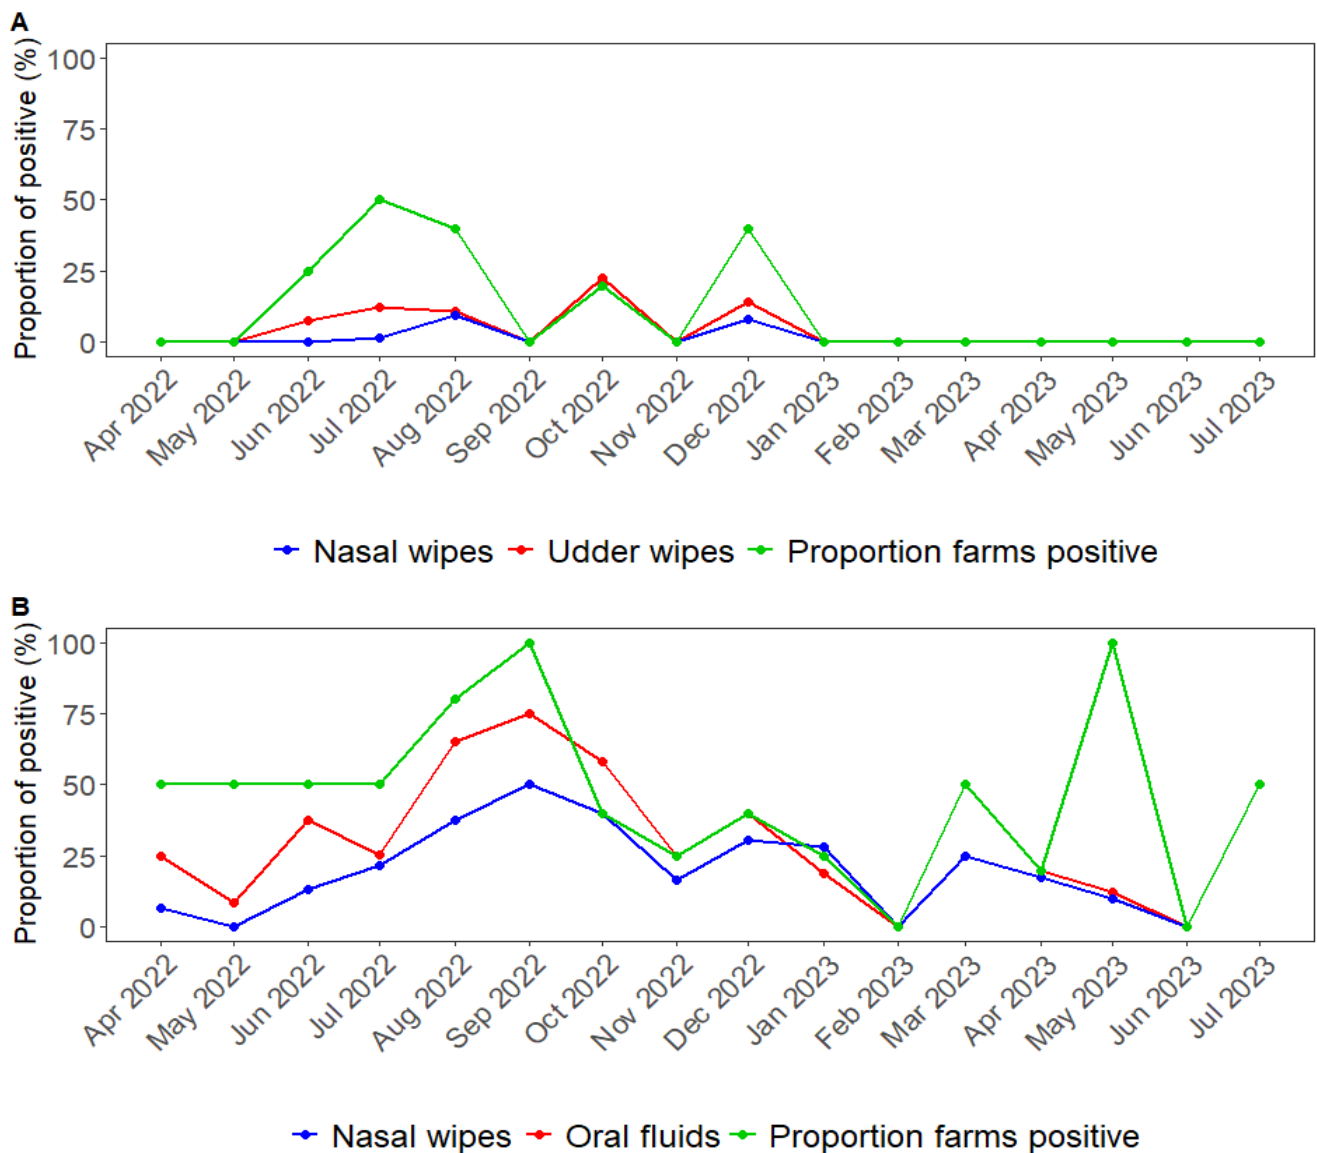 A
Proportion of positive (%)
100
75
50
25
0
Apr 2022 May 2022 Jun 2022 Jul 2022 Aug 2022 Sep 2022 Oct 2022 Nov 2022 Dec 2022 Jan 2023 Feb 2023 Mar 2023 Apr 2023 May 2023 Jun 2023 Jul 2023
Nasal wipes Udder wipes Proportion farms positive
B
Proportion of positive (%)
100
75
50
25
0
Apr 2022 May 2022 Jun 2022 Jul 2022 Aug 2022 Sep 2022 Oct 2022 Nov 2022 Dec 2022 Jan 2023 Feb 2023 Mar 2023 Apr 2023 May 2023 Jun 2023 Jul 2023
Nasal wipes Oral fluids Proportion farms positive